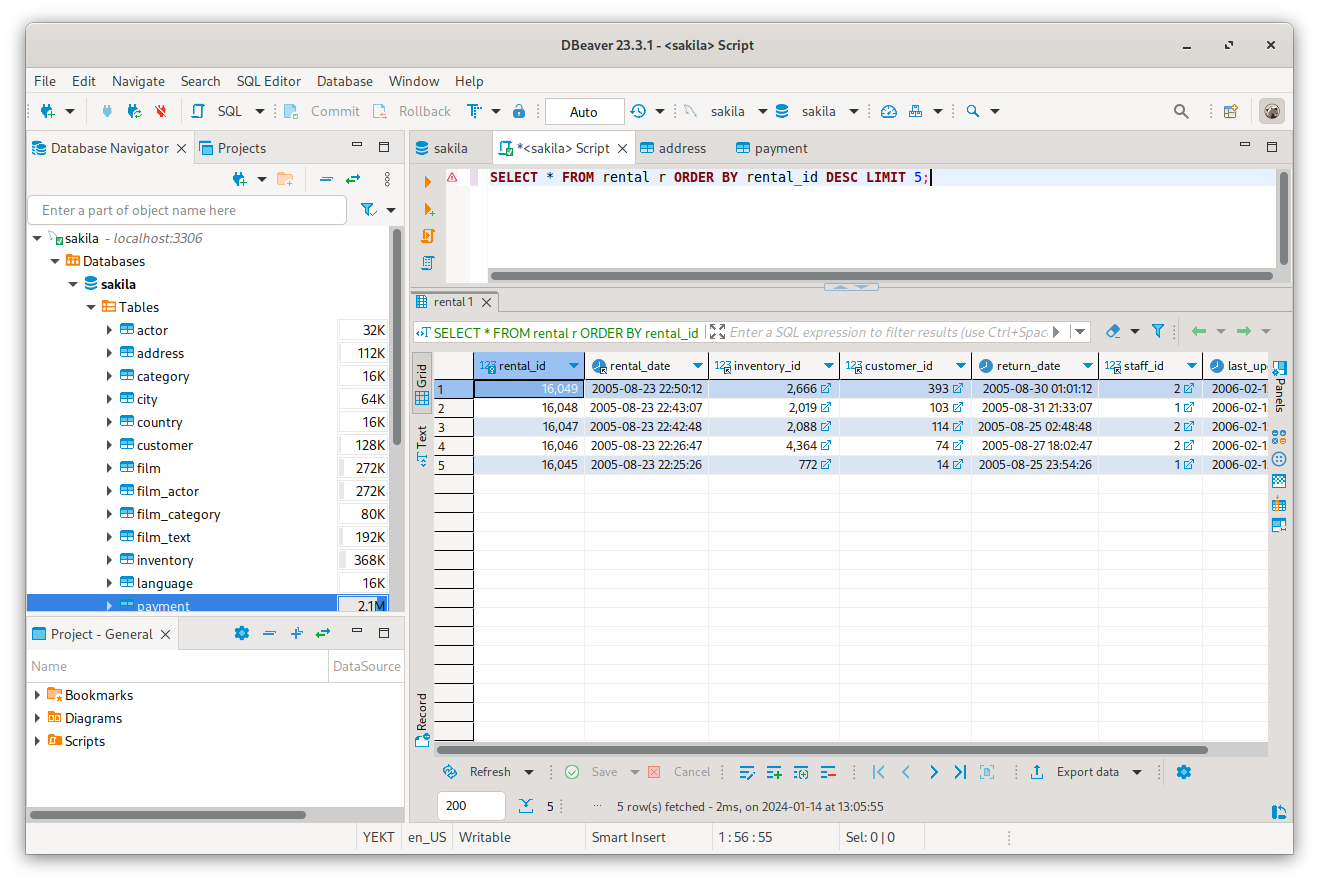 DBeaver 23.3.1 - <sakila> Script
File Edit Navigate Search SQL Editor Database Window Help
SQL Commit Rollback Auto sakila sakila
Database Navigator Projects
Enter a part of object name here
sakila - localhost:3306
Databases
sakila
Tables
actor 32K
address 112K
category 16K
city 64K
country 16K
customer 128K
film 272K
film_actor 272K
film_category 80K
film_text 192K
inventory 368K
language 16K
payment 2.1M
Project - General
Name DataSource
Bookmarks
Diagrams
Scripts
sakila *<sakila> Script address payment
SELECT * FROM rental r ORDER BY rental_id DESC LIMIT 5;
rental 1
SELECT * FROM rental r ORDER BY rental_id Enter a SQL expression to filter results (use Ctrl+Spac
Grid
Text
Record
Panels
rental_id rental_date inventory_id customer_id return_date staff_id last_up
1 16,049 2005-08-23 22:50:12 2,666 393 2005-08-30 01:01:12 2 2006-02-1
2 16,048 2005-08-23 22:43:07 2,019 103 2005-08-31 21:33:07 1 2006-02-1
3 16,047 2005-08-23 22:42:48 2,088 114 2005-08-25 02:48:48 2 2006-02-1
4 16,046 2005-08-23 22:26:47 4,364 74 2005-08-27 18:02:47 2 2006-02-1
5 16,045 2005-08-23 22:25:26 772 14 2005-08-25 23:54:26 1 2006-02-1
Refresh Save Cancel Export data
200 5 ... 5 row(s) fetched - 2ms, on 2024-01-14 at 13:05:55
YEKT en_US Writable Smart Insert 1 : 56 : 55 Sel: 0 | 0